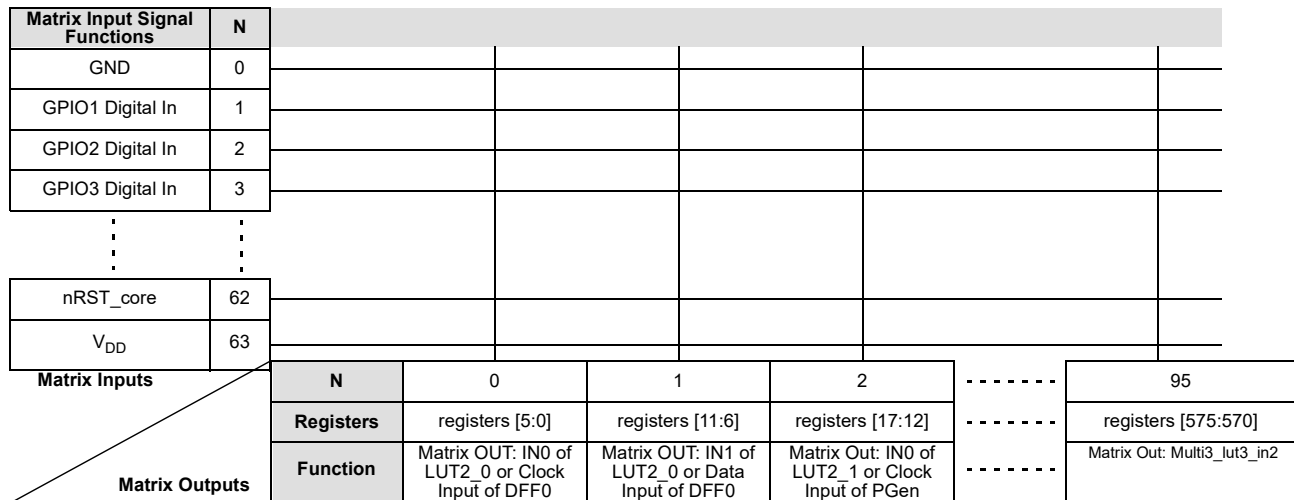 Matrix Input Signal
Functions
N
GND
0
GPIO1 Digital In
1
GPIO2 Digital In
2
GPIO3 Digital In
3
nRST_core
62
VDD
63
Matrix Inputs
N
0
1
2
95
Registers
registers [5:0]
registers [11:6]
registers [17:12]
registers [575:570]
Function
Matrix OUT: IN0 of
LUT2_0 or Clock
Input of DFF0
Matrix OUT: IN1 of
LUT2_0 or Data
Input of DFF0
Matrix Out: IN0 of
LUT2_1 or Clock
Input of PGen
Matrix Out: Multi3_lut3_in2
Matrix Outputs